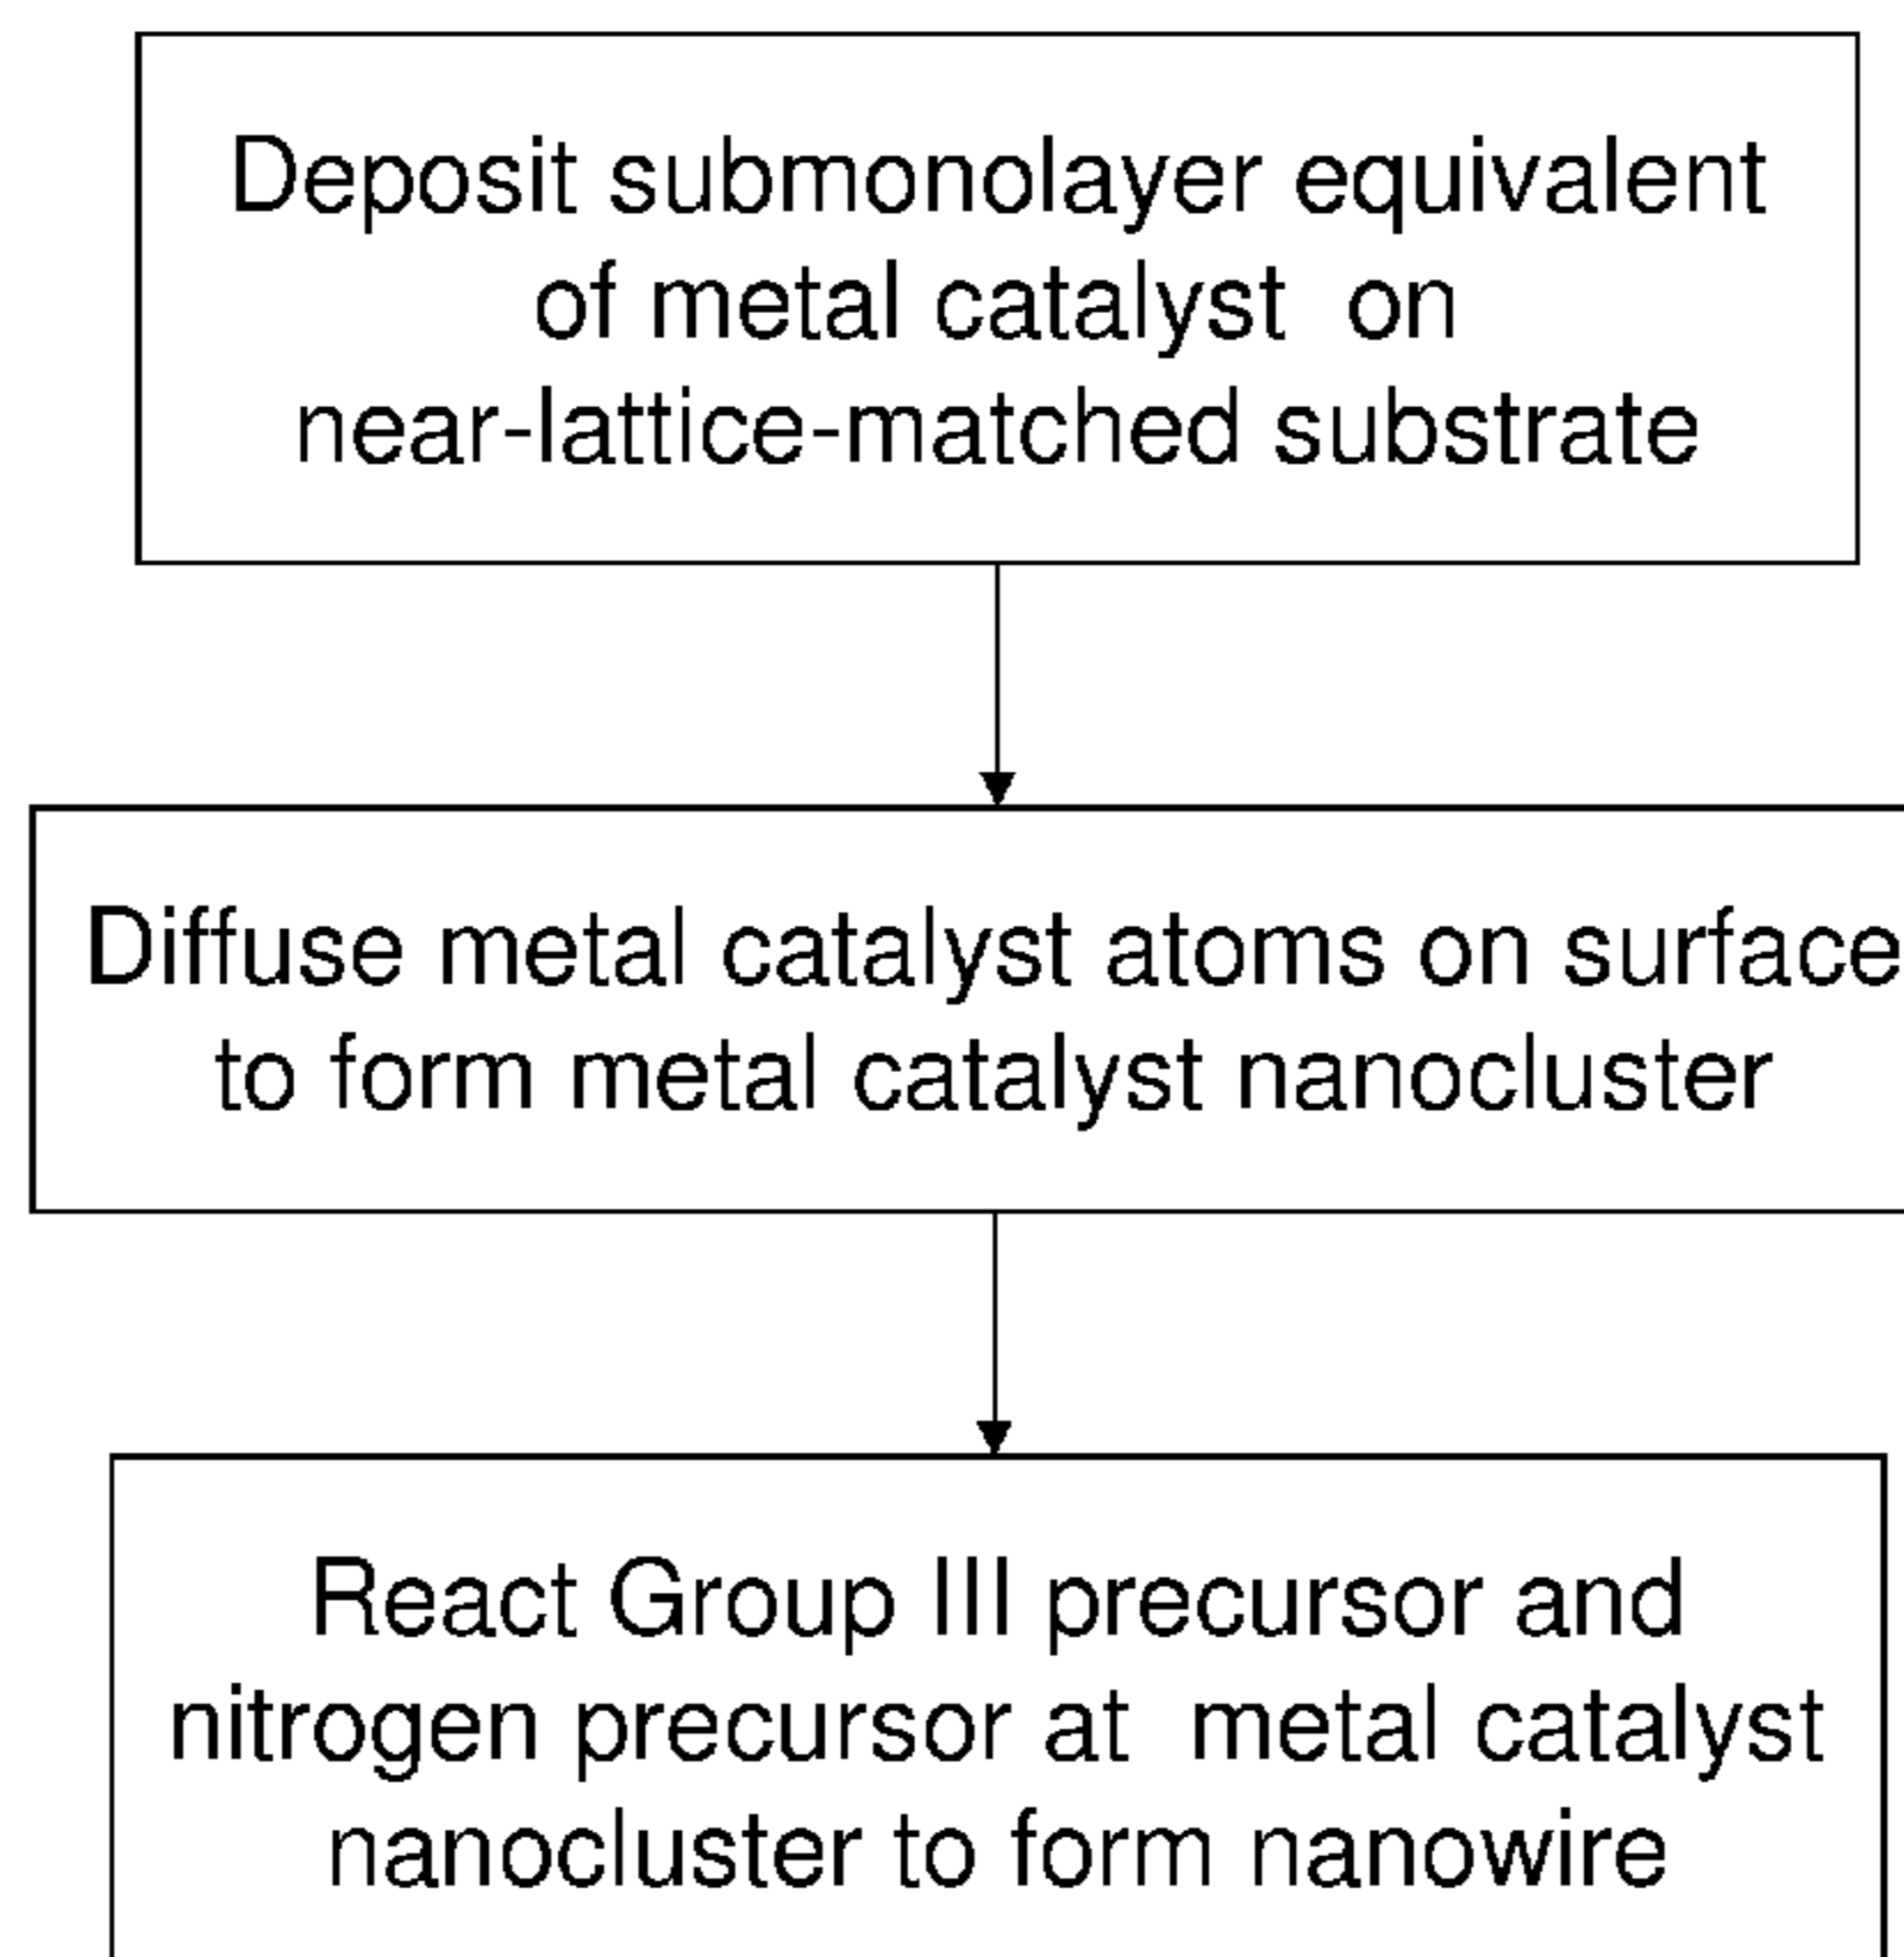 Deposit submonolayer equivalent
of metal catalyst on
near-lattice-matched substrate
Diffuse metal catalyst atoms on surface
to form metal catalyst nanocluster
React Group III precursor and
nitrogen precursor at metal catalyst
nanocluster to form nanowire